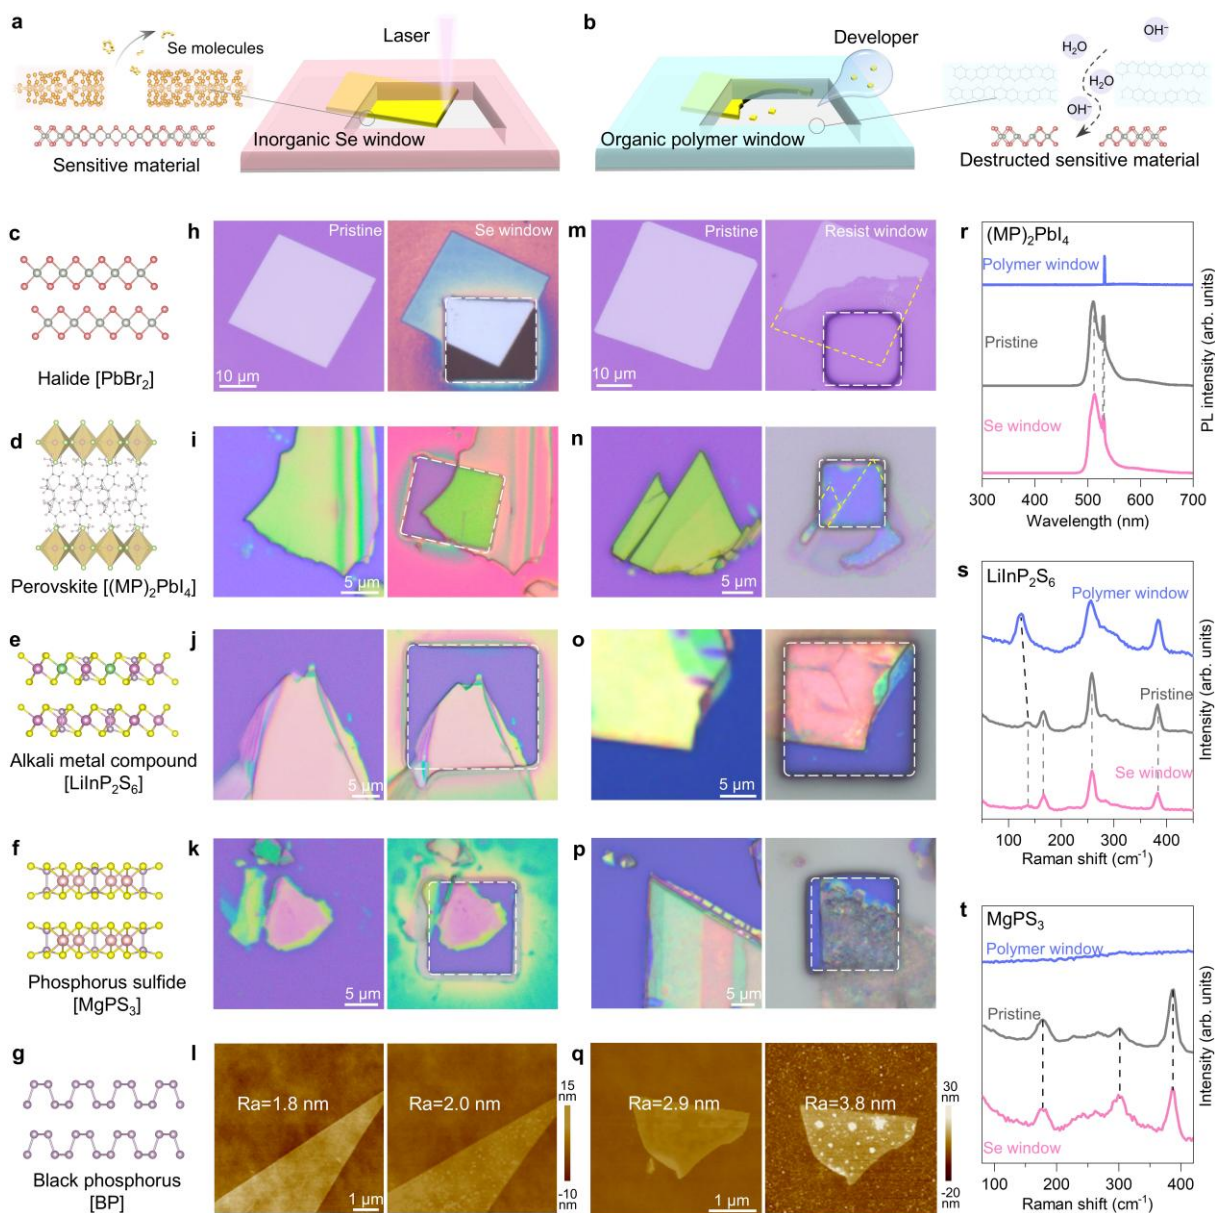 a
Se molecules
Laser
Inorganic Se window
Sensitive material
b
Developer
H₂O
OH⁻
H₂O
OH⁻
Organic polymer window
Destructed sensitive material
c
Halide [PbBr₂]
d
Perovskite [(MP)₂PbI₄]
e
Alkali metal compound
[LiInP₂S₆]
f
Phosphorus sulfide
[MgPS₃]
g
Black phosphorus
[BP]
h
Pristine
Se window
10 µm
i
5 µm
j
5 µm
k
5 µm
l
Ra=1.8 nm
Ra=2.0 nm
1 µm
15
nm
-10
nm
m
Pristine
Resist window
10 µm
n
5 µm
o
5 µm
p
5 µm
q
Ra=2.9 nm
Ra=3.8 nm
1 µm
30
nm
-20
nm
r
(MP)₂PbI₄
Polymer window
Pristine
Se window
300 400 500 600 700
Wavelength (nm)
PL intensity (arb. units)
s
LiInP₂S₆
Polymer window
Pristine
Se window
100 200 300 400
Raman shift (cm⁻¹)
Intensity (arb. units)
t
MgPS₃
Polymer window
Pristine
Se window
100 200 300 400
Raman shift (cm⁻¹)
Intensity (arb. units)